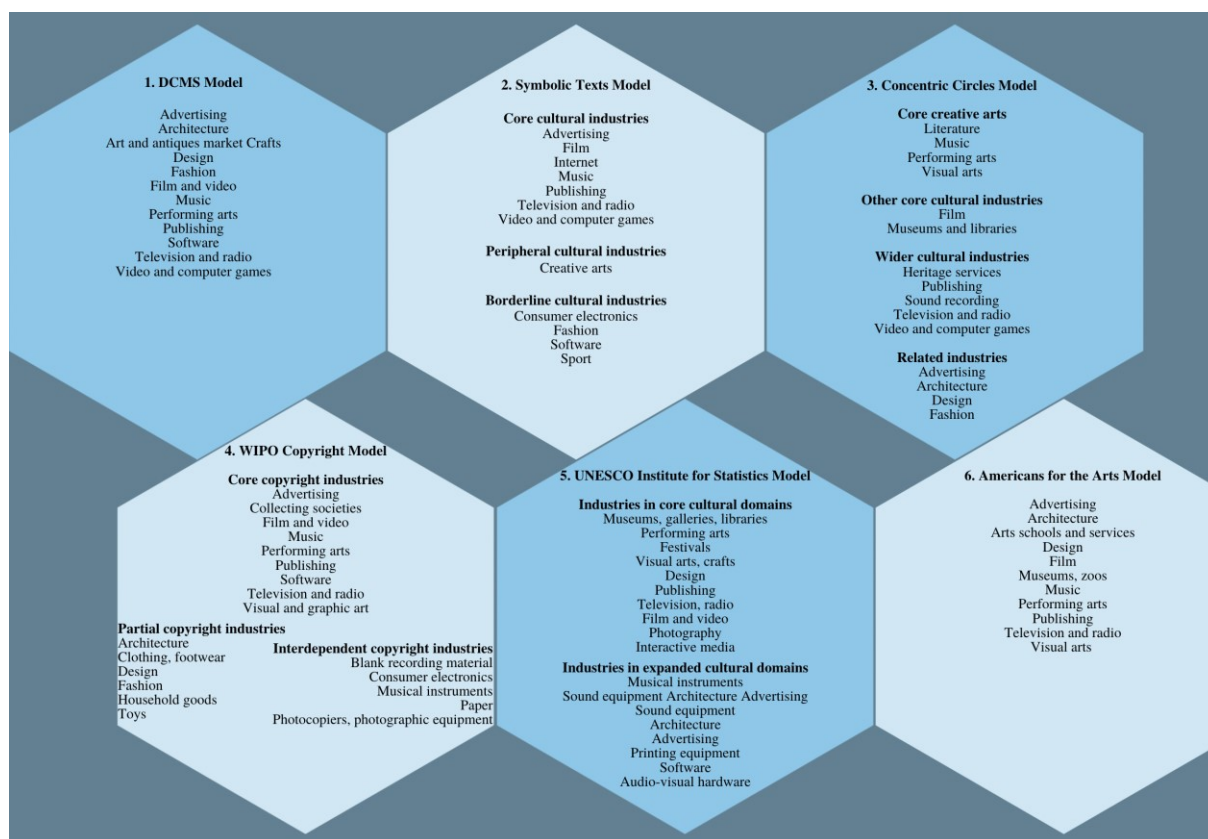 1. DCMS Model
Advertising
Architecture
Art and antiques market Crafts
Design
Fashion
Film and video
Music
Performing arts
Publishing
Software
Television and radio
Video and computer games
2. Symbolic Texts Model
Core cultural industries
Advertising
Film
Internet
Music
Publishing
Television and radio
Video and computer games
Peripheral cultural industries
Creative arts
Borderline cultural industries
Consumer electronics
Fashion
Software
Sport
3. Concentric Circles Model
Core creative arts
Literature
Music
Performing arts
Visual arts
Other core cultural industries
Film
Museums and libraries
Wider cultural industries
Heritage services
Publishing
Sound recording
Television and radio
Video and computer games
Related industries
Advertising
Architecture
Design
Fashion
4. WIPO Copyright Model
Core copyright industries
Advertising
Collecting societies
Film and video
Music
Performing arts
Publishing
Software
Television and radio
Visual and graphic art
Partial copyright industries
Architecture
Clothing, footwear
Design
Fashion
Household goods
Toys
Interdependent copyright industries
Blank recording material
Consumer electronics
Musical instruments
Paper
Photocopiers, photographic equipment
5. UNESCO Institute for Statistics Model
Industries in core cultural domains
Museums, galleries, libraries
Performing arts
Festivals
Visual arts, crafts
Design
Publishing
Television, radio
Film and video
Photography
Interactive media
Industries in expanded cultural domains
Musical instruments
Sound equipment Architecture Advertising
Sound equipment
Architecture
Advertising
Printing equipment
Software
Audio-visual hardware
6. Americans for the Arts Model
Advertising
Architecture
Arts schools and services
Design
Film
Museums, zoos
Music
Performing arts
Publishing
Television and radio
Visual arts